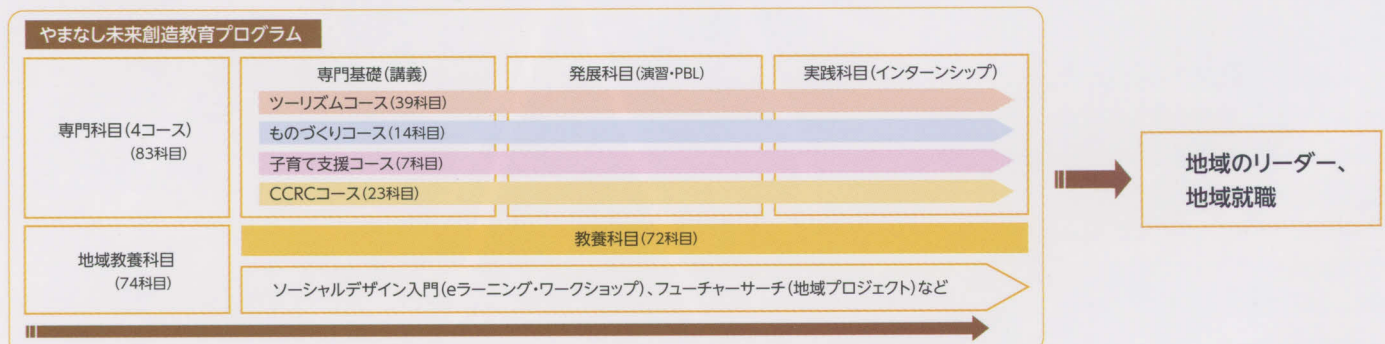 やまなし未来創造教育プログラム
専門科目(4コース)
(83科目)
専門基礎(講義)
発展科目(演習・PBL)
実践科目(インターンシップ)
ツーリズムコース(39科目)
ものづくりコース(14科目)
子育て支援コース(7科目)
CCRCコース(23科目)
地域教養科目
(74科目)
教養科目(72科目)
ソーシャルデザイン入門(eラーニング・ワークショップ)、フューチャーサーチ(地域プロジェクト)など
地域のリーダー、
地域就職